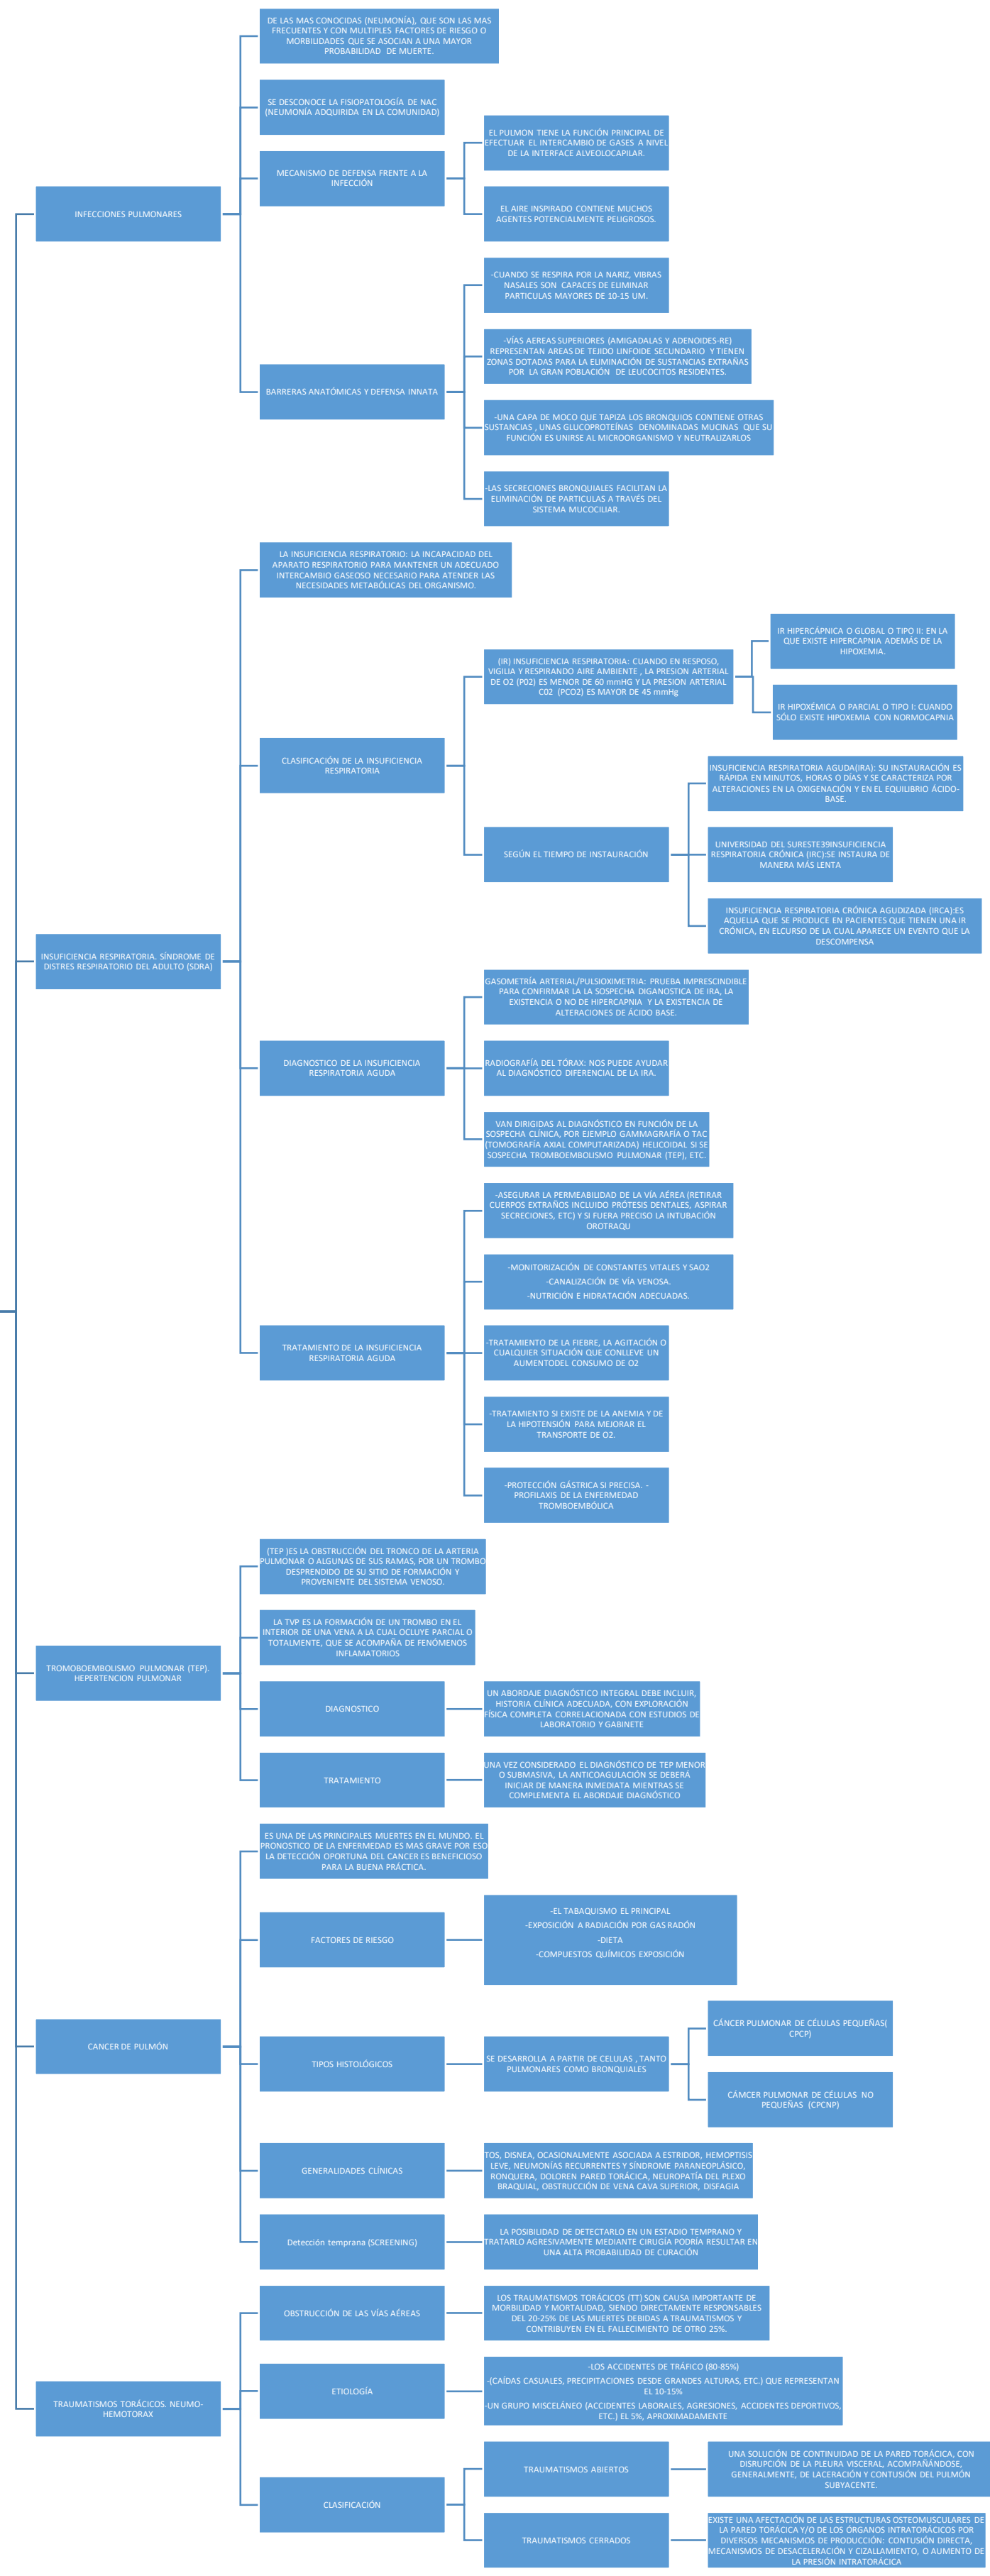 DE LAS MAS CONOCIDAS (NEUMONÍA), QUE SON LAS MAS
FRECUENTES Y CON MULTIPLES FACTORES DE RIESGO O
MORBILIDADES QUE SE ASOCIAN A UNA MAYOR
PROBABILIDAD DE MUERTE.
SE DESCONOCE LA FISIOPATOLOGÍA DE NAC
(NEUMONÍA ADQUIRIDA EN LA COMUNIDAD)
EL PULMON TIENE LA FUNCIÓN PRINCIPAL DE
EFECTUAR EL INTERCAMBIO DE GASES A NIVEL
DE LA INTERFACE ALVEOLOCAPILAR.
MECANISMO DE DEFENSA FRENTE A LA
INFECCIÓN
INFECCIONES PULMONARES
EL AIRE INSPIRADO CONTIENE MUCHOS
AGENTES POTENCIALMENTE PELIGROSOS.
-CUANDO SE RESPIRA POR LA NARIZ, VIBRAS
NASALES SON CAPACES DE ELIMINAR
PARTICULAS MAYORES DE 10-15 UM.
-VÍAS AEREAS SUPERIORES (AMIGADALAS Y ADENOIDES-RE)
REPRESENTAN AREAS DE TEJIDO LINFOIDE SECUNDARIO Y TIENEN
ZONAS DOTADAS PARA LA ELIMINACIÓN DE SUSTANCIAS EXTRAÑAS
POR LA GRAN POBLACIÓN DE LEUCOCITOS RESIDENTES.
BARRERAS ANATÓMICAS Y DEFENSA INNATA
-UNA CAPA DE MOCO QUE TAPIZA LOS BRONQUIOS CONTIENE OTRAS
SUSTANCIAS , UNAS GLUCOPROTEÍNAS DENOMINADAS MUCINAS QUE SU
FUNCIÓN ES UNIRSE AL MICROORGANISMO Y NEUTRALIZARLOS
-LAS SECRECIONES BRONQUIALES FACILITAN LA
ELIMINACIÓN DE PARTICULAS A TRAVÉS DEL
SISTEMA MUCOCILIAR.
LA INSUFICIENCIA RESPIRATORIO: LA INCAPACIDAD DEL
APARATO RESPIRATORIO PARA MANTENER UN ADECUADO
INTERCAMBIO GASEOSO NECESARIO PARA ATENDER LAS
NECESIDADES METABÓLICAS DEL ORGANISMO.
IR HIPERCÁPNICA O GLOBAL O TIPO II: EN LA
QUE EXISTE HIPERCAPNIA ADEMÁS DE LA
HIPOXEMIA.
(IR) INSUFICIENCIA RESPIRATORIA: CUANDO EN RESPOSO,
VIGILIA Y RESPIRANDO AIRE AMBIENTE , LA PRESION ARTERIAL
DE O2 (P02) ES MENOR DE 60 mmHG Y LA PRESION ARTERIAL
C02 (PCO2) ES MAYOR DE 45 mmHg
IR HIPOXÉMICA O PARCIAL O TIPO I: CUANDO
SÓLO EXISTE HIPOXEMIA CON NORMOCAPNIA
CLASIFICACIÓN DE LA INSUFICIENCIA
RESPIRATORIA
INSUFICIENCIA RESPIRATORIA AGUDA(IRA): SU INSTAURACIÓN ES
RÁPIDA EN MINUTOS, HORAS O DÍAS Y SE CARACTERIZA POR
ALTERACIONES EN LA OXIGENACIÓN Y EN EL EQUILIBRIO ÁCIDO-
BASE.
SEGÚN EL TIEMPO DE INSTAURACIÓN
UNIVERSIDAD DEL SURESTE39INSUFICIENCIA
RESPIRATORIA CRÓNICA (IRC):SE INSTAURA DE
MANERA MÁS LENTA
INSUFICIENCIA RESPIRATORIA CRÓNICA AGUDIZADA (IRCA):ES
AQUELLA QUE SE PRODUCE EN PACIENTES QUE TIENEN UNA IR
CRÓNICA, EN ELCURSO DE LA CUAL APARECE UN EVENTO QUE LA
DESCOMPENSA
INSUFICIENCIA RESPIRATORIA. SÍNDROME DE
DISTRES RESPIRATORIO DEL ADULTO (SDRA)
GASOMETRÍA ARTERIAL/PULSIOXIMETRIA: PRUEBA IMPRESCINDIBLE
PARA CONFIRMAR LA LA SOSPECHA DIGANOSTICA DE IRA, LA
EXISTENCIA O NO DE HIPERCAPNIA Y LA EXISTENCIA DE
ALTERACIONES DE ÁCIDO BASE.
DIAGNOSTICO DE LA INSUFICIENCIA
RESPIRATORIA AGUDA
RADIOGRAFÍA DEL TÓRAX: NOS PUEDE AYUDAR
AL DIAGNÓSTICO DIFERENCIAL DE LA IRA.
VAN DIRIGIDAS AL DIAGNÓSTICO EN FUNCIÓN DE LA
SOSPECHA CLÍNICA, POR EJEMPLO GAMMAGRAFÍA O TAC
(TOMOGRAFÍA AXIAL COMPUTARIZADA) HELICOIDAL SI SE
SOSPECHA TROMBOEMBOLISMO PULMONAR (TEP), ETC.
-ASEGURAR LA PERMEABILIDAD DE LA VÍA AÉREA (RETIRAR
CUERPOS EXTRAÑOS INCLUIDO PRÓTESIS DENTALES, ASPIRAR
SECRECIONES, ETC) Y SI FUERA PRECISO LA INTUBACIÓN
OROTRAQU
-MONITORIZACIÓN DE CONSTANTES VITALES Y SAO2
-CANALIZACIÓN DE VÍA VENOSA.
-NUTRICIÓN E HIDRATACIÓN ADECUADAS.
TRATAMIENTO DE LA INSUFICIENCIA
RESPIRATORIA AGUDA
-TRATAMIENTO DE LA FIEBRE, LA AGITACIÓN O
CUALQUIER SITUACIÓN QUE CONLLEVE UN
AUMENTODEL CONSUMO DE O2
-TRATAMIENTO SI EXISTE DE LA ANEMIA Y DE
LA HIPOTENSIÓN PARA MEJORAR EL
TRANSPORTE DE O2.
-PROTECCIÓN GÁSTRICA SI PRECISA. -
PROFILAXIS DE LA ENFERMEDAD
TROMBOEMBÓLICA
(TEP )ES LA OBSTRUCCIÓN DEL TRONCO DE LA ARTERIA
PULMONAR O ALGUNAS DE SUS RAMAS, POR UN TROMBO
DESPRENDIDO DE SU SITIO DE FORMACIÓN Y
PROVENIENTE DEL SISTEMA VENOSO.
LA TVP ES LA FORMACIÓN DE UN TROMBO EN EL
INTERIOR DE UNA VENA A LA CUAL OCLUYE PARCIAL O
TOTALMENTE, QUE SE ACOMPAÑA DE FENÓMENOS
INFLAMATORIOS
TROMOBOEMBOLISMO PULMONAR (TEP).
HEPERTENCION PULMONAR
DIAGNOSTICO
UN ABORDAJE DIAGNÓSTICO INTEGRAL DEBE INCLUIR,
HISTORIA CLÍNICA ADECUADA, CON EXPLORACIÓN
FÍSICA COMPLETA CORRELACIONADA CON ESTUDIOS DE
LABORATORIO Y GABINETE
TRATAMIENTO
UNA VEZ CONSIDERADO EL DIAGNÓSTICO DE TEP MENOR
O SUBMASIVA, LA ANTICOAGULACIÓN SE DEBERÁ
INICIAR DE MANERA INMEDIATA MIENTRAS SE
COMPLEMENTA EL ABORDAJE DIAGNÓSTICO
ES UNA DE LAS PRINCIPALES MUERTES EN EL MUNDO. EL
PRONOSTICO DE LA ENFERMEDAD ES MAS GRAVE POR ESO
LA DETECCIÓN OPORTUNA DEL CANCER ES BENEFICIOSO
PARA LA BUENA PRÁCTICA.
FACTORES DE RIESGO
-EL TABAQUISMO EL PRINCIPAL
-EXPOSICIÓN A RADIACIÓN POR GAS RADÓN
-DIETA
-COMPUESTOS QUÍMICOS EXPOSICIÓN
CANCER DE PULMÓN
TIPOS HISTOLÓGICOS
SE DESARROLLA A PARTIR DE CELULAS , TANTO
PULMONARES COMO BRONQUIALES
CÁNCER PULMONAR DE CÉLULAS PEQUEÑAS(
CPCP)
CÁMCER PULMONAR DE CÉLULAS NO
PEQUEÑAS (CPCNP)
GENERALIDADES CLÍNICAS
TOS, DISNEA, OCASIONALMENTE ASOCIADA A ESTRIDOR, HEMOPTISIS
LEVE, NEUMONÍAS RECURRENTES Y SÍNDROME PARANEOPLÁSICO,
RONQUERA, DOLOREN PARED TORÁCICA, NEUROPATÍA DEL PLEXO
BRAQUIAL, OBSTRUCCIÓN DE VENA CAVA SUPERIOR, DISFAGIA
Detección temprana (SCREENING)
LA POSIBILIDAD DE DETECTARLO EN UN ESTADIO TEMPRANO Y
TRATARLO AGRESIVAMENTE MEDIANTE CIRUGÍA PODRÍA RESULTAR EN
UNA ALTA PROBABILIDAD DE CURACIÓN
OBSTRUCCIÓN DE LAS VÍAS AÉREAS
LOS TRAUMATISMOS TORÁCICOS (TT) SON CAUSA IMPORTANTE DE
MORBILIDAD Y MORTALIDAD, SIENDO DIRECTAMENTE RESPONSABLES
DEL 20-25% DE LAS MUERTES DEBIDAS A TRAUMATISMOS Y
CONTRIBUYEN EN EL FALLECIMIENTO DE OTRO 25%.
TRAUMATISMOS TORÁCICOS. NEUMO-
HEMOTORAX
ETIOLOGÍA
-LOS ACCIDENTES DE TRÁFICO (80-85%)
-(CAÍDAS CASUALES, PRECIPITACIONES DESDE GRANDES ALTURAS, ETC.) QUE REPRESENTAN
EL 10-15%
-UN GRUPO MISCELÁNEO (ACCIDENTES LABORALES, AGRESIONES, ACCIDENTES DEPORTIVOS,
ETC.) EL 5%, APROXIMADAMENTE
CLASIFICACIÓN
TRAUMATISMOS ABIERTOS
UNA SOLUCIÓN DE CONTINUIDAD DE LA PARED TORÁCICA, CON
DISRUPCIÓN DE LA PLEURA VISCERAL, ACOMPAÑÁNDOSE,
GENERALMENTE, DE LACERACIÓN Y CONTUSIÓN DEL PULMÓN
SUBYACENTE.
TRAUMATISMOS CERRADOS
EXISTE UNA AFECTACIÓN DE LAS ESTRUCTURAS OSTEOMUSCULARES DE
LA PARED TORÁCICA Y/O DE LOS ÓRGANOS INTRATORÁCICOS POR
DIVERSOS MECANISMOS DE PRODUCCIÓN: CONTUSIÓN DIRECTA,
MECANISMOS DE DESACELERACIÓN Y CIZALLAMIENTO, O AUMENTO DE
LA PRESIÓN INTRATORÁCICA